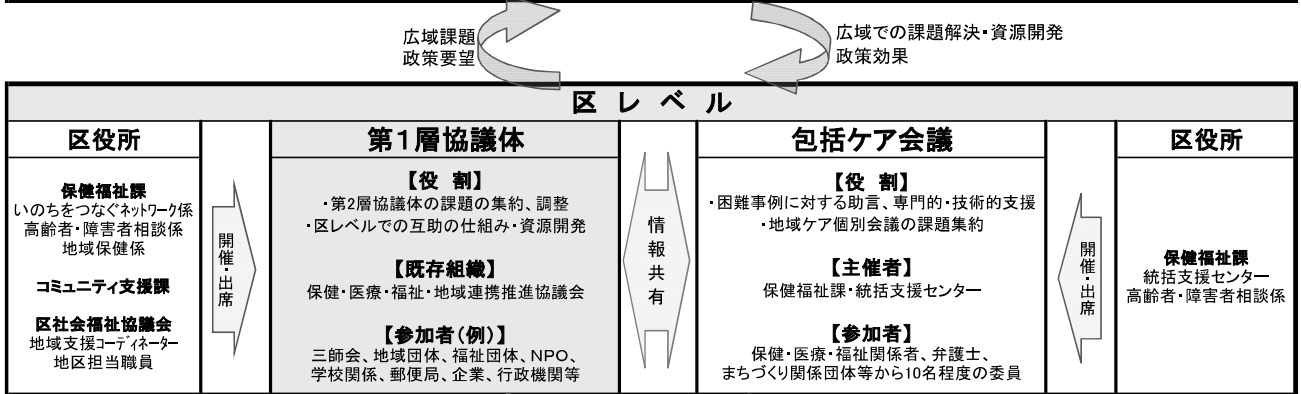 広域課題
政策要望
広域での課題解決・資源開発
政策効果
区 レ ベ ル
区役所
保健福祉課
いのちをつなぐネットワーク係
高齢者・障害者相談係
地域保健係
コミュニティ支援課
区社会福祉協議会
地域支援コーディネーター
地区担当職員
開催・出席
第1層協議体
【役 割】
・第2層協議体の課題の集約、調整
・区レベルでの互助の仕組み・資源開発
【既存組織】
保健・医療・福祉・地域連携推進協議会
【参加者(例)】
三師会、地域団体、福祉団体、NPO、
学校関係、郵便局、企業、行政機関等
情報共有
包括ケア会議
【役 割】
・困難事例に対する助言、専門的・技術的支援
・地域ケア個別会議の課題集約
【主催者】
保健福祉課・統括支援センター
【参加者】
保健・医療・福祉関係者、弁護士、
まちづくり関係団体等から10名程度の委員
開催・出席
区役所
保健福祉課
統括支援センター
高齢者・障害者相談係